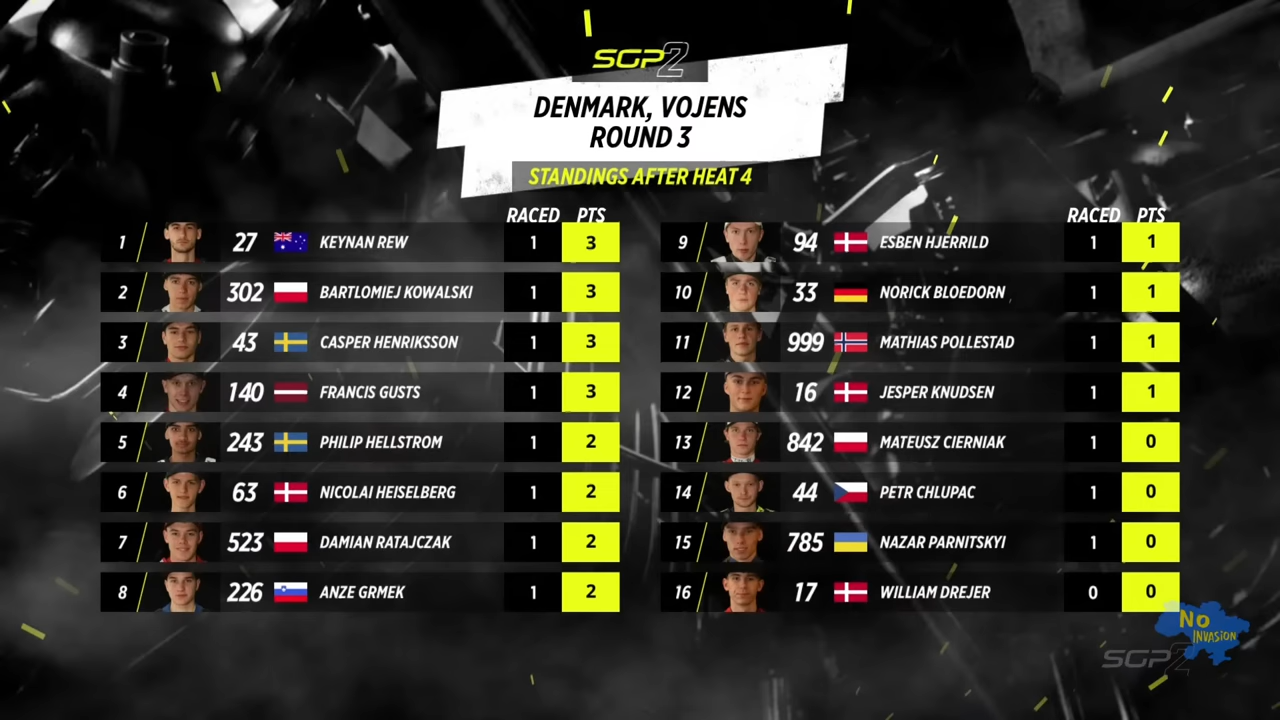 SGP2
DENMARK, VOJENS
ROUND 3
STANDINGS AFTER HEAT 4
RACED PTS
1 27 KEYNAN REW 1 3
2 302 BARTLOMIEJ KOWALSKI 1 3
3 43 CASPER HENRIKSSON 1 3
4 140 FRANCIS GUSTS 1 3
5 243 PHILIP HELLSTROM 1 2
6 63 NICOLAI HEISELBERG 1 2
7 523 DAMIAN RATAJCZAK 1 2
8 226 ANZE GRMEK 1 2
RACED PTS
9 94 ESBEN HJERRILD 1 1
10 33 NORICK BLOEDORN 1 1
11 999 MATHIAS POLLESTAD 1 1
12 16 JESPER KNUDSEN 1 1
13 842 MATEUSZ CIERNIAK 1 0
14 44 PETR CHLUPAC 1 0
15 785 NAZAR PARNITSKYI 1 0
16 17 WILLIAM DREJER 0 0
No
INVASION
SGP2